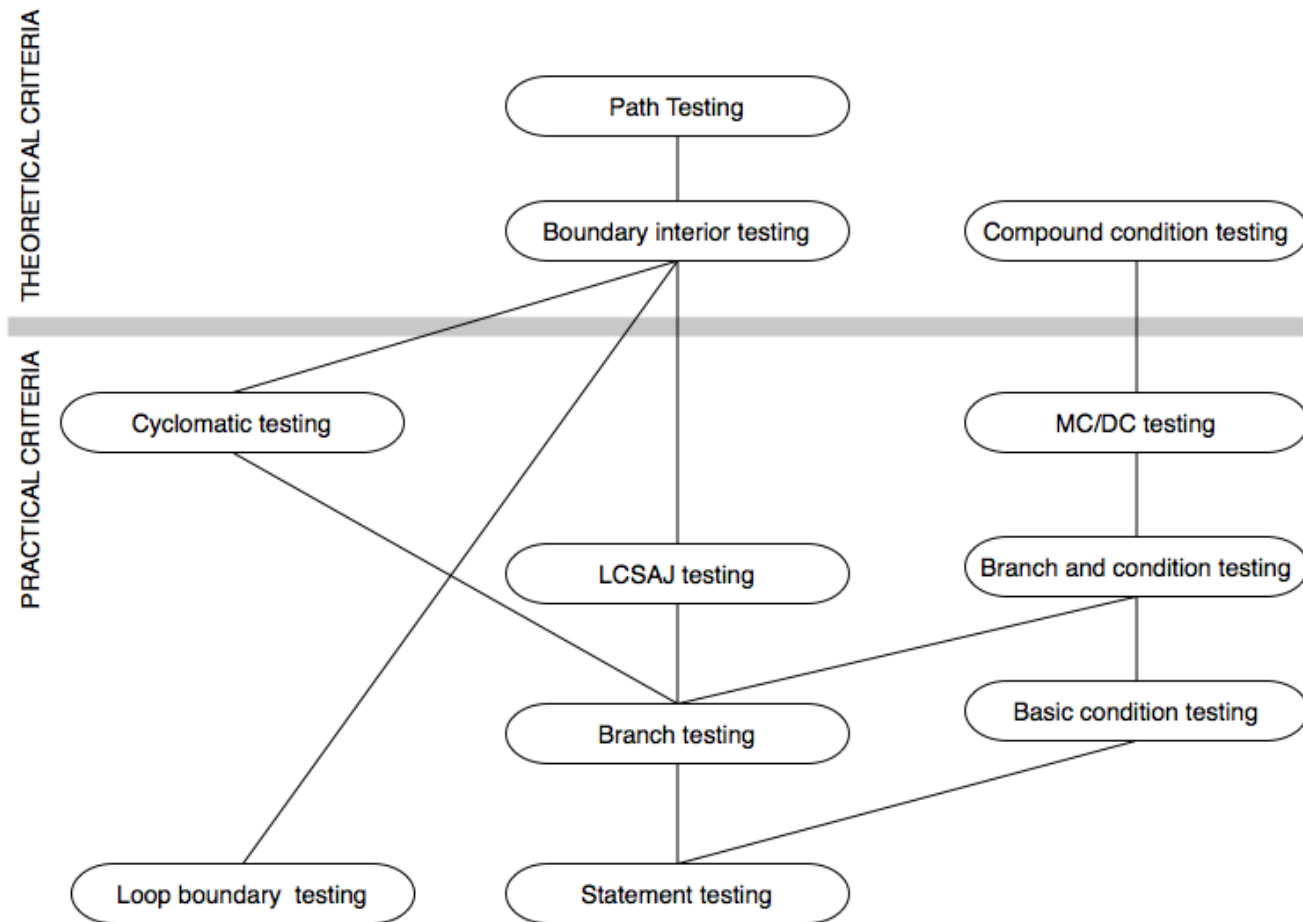 THEORETICAL CRITERIA
Path Testing
Boundary interior testing
Compound condition testing
PRACTICAL CRITERIA
Cyclomatic testing
MC/DC testing
LCSAJ testing
Branch and condition testing
Branch testing
Basic condition testing
Loop boundary testing
Statement testing